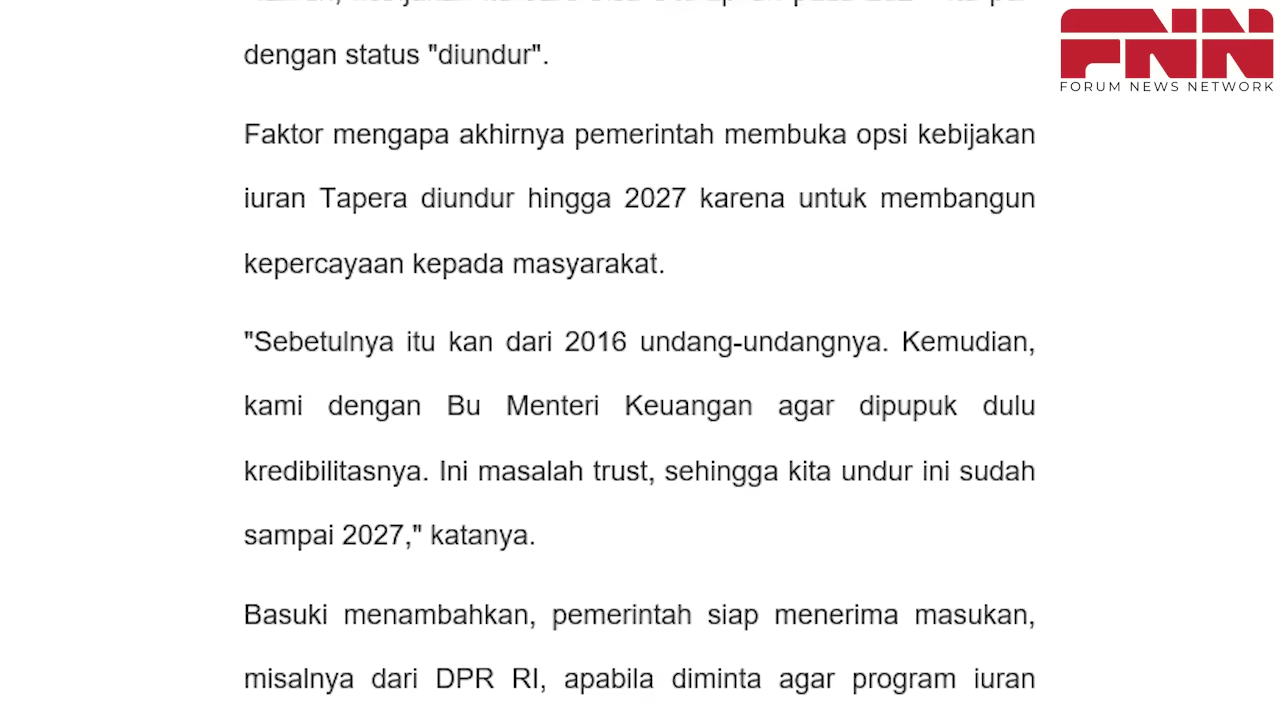 dengan status "diundur".
FNN
FORUM NEWS NETWORK
Faktor mengapa akhirnya pemerintah membuka opsi kebijakan
iuran Tapera diundur hingga 2027 karena untuk membangun
kepercayaan kepada masyarakat.
"Sebetulnya itu kan dari 2016 undang-undangnya. Kemudian,
kami dengan Bu Menteri Keuangan agar dipupuk dulu
kredibilitasnya. Ini masalah trust, sehingga kita undur ini sudah
sampai 2027," katanya.
Basuki menambahkan, pemerintah siap menerima masukan,
misalnya dari DPR RI, apabila diminta agar program iuran